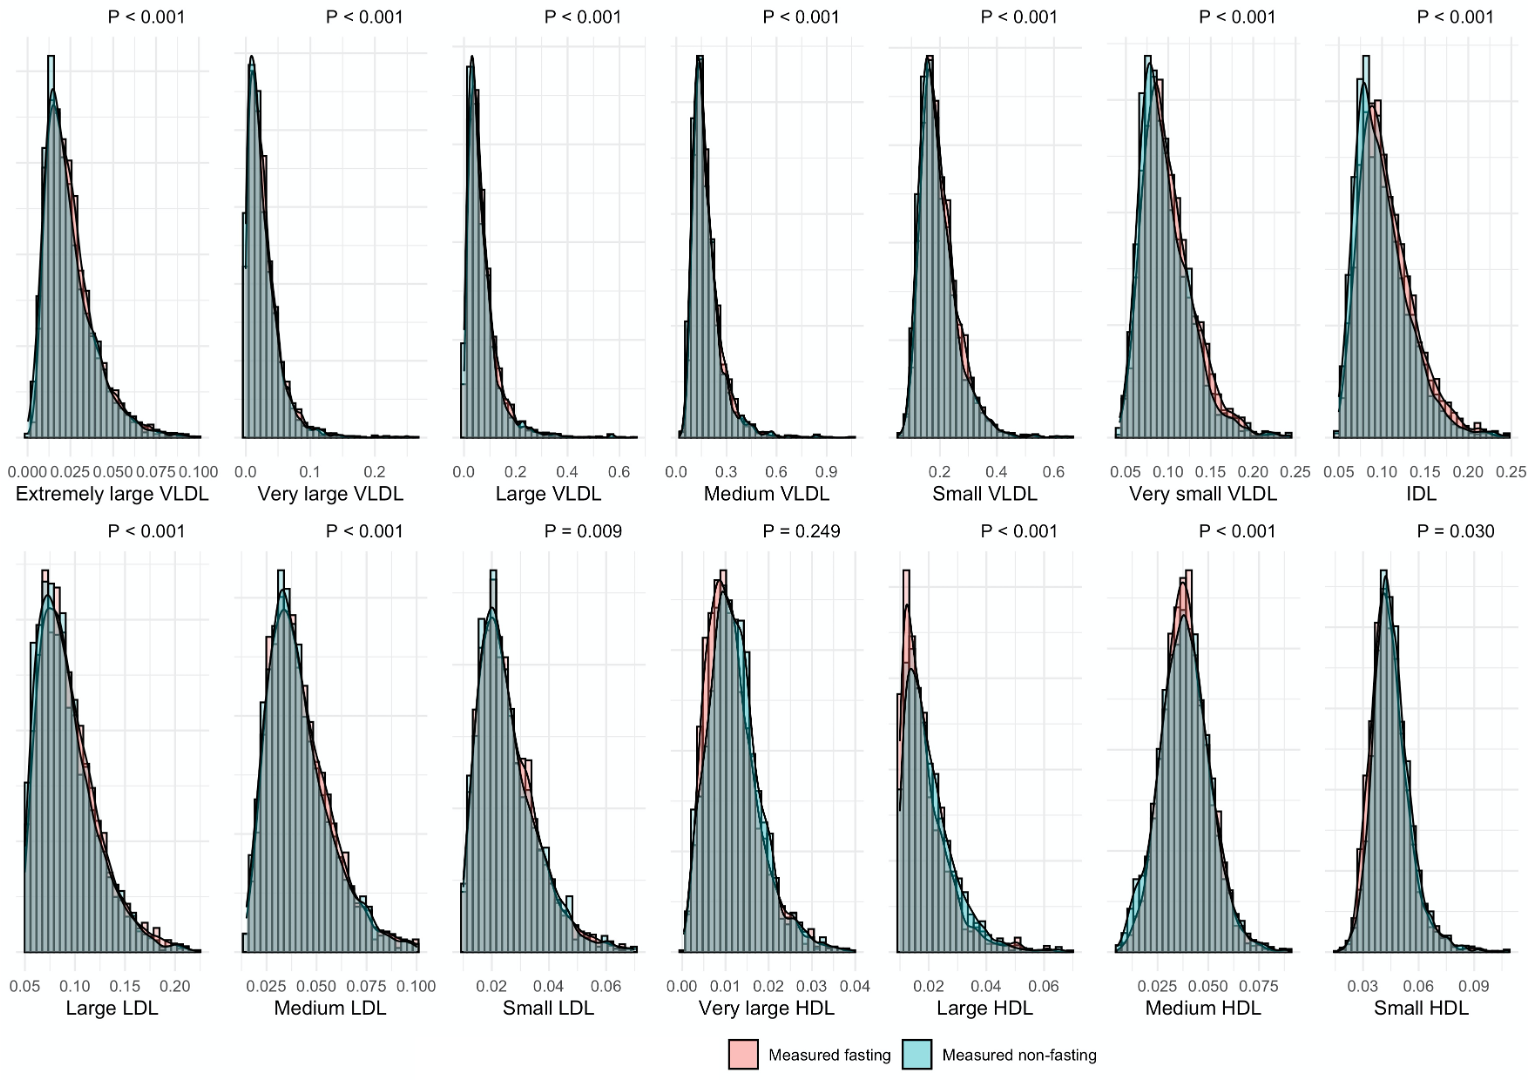 P < 0.001 P < 0.001 P < 0.001 P < 0.001 P < 0.001 P < 0.001 P < 0.001
0.000 0.025 0.050 0.075 0.100 0.0 0.1 0.2 0.0 0.2 0.4 0.6 0.0 0.3 0.6 0.9 0.2 0.4 0.6 0.05 0.10 0.15 0.20 0.25 0.05 0.10 0.15 0.20 0.25
Extremely large VLDL Very large VLDL Large VLDL Medium VLDL Small VLDL Very small VLDL IDL
P < 0.001 P < 0.001 P = 0.009 P = 0.249 P < 0.001 P < 0.001 P = 0.030
0.05 0.10 0.15 0.20 0.025 0.050 0.075 0.100 0.02 0.04 0.06 0.00 0.01 0.02 0.03 0.04 0.02 0.04 0.06 0.025 0.050 0.075 0.03 0.06 0.09
Large LDL Medium LDL Small LDL Very large HDL Large HDL Medium HDL Small HDL
Measured fasting Measured non-fasting